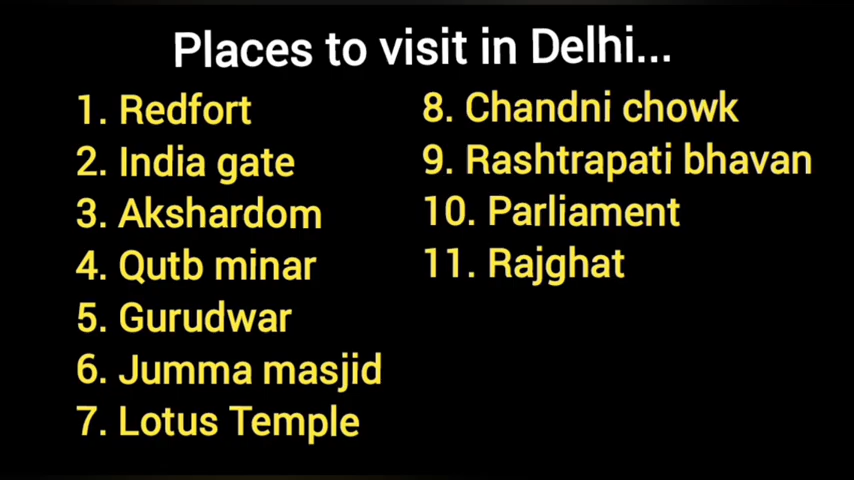 Places to visit in Delhi...
1. Redfort
2. India gate
3. Akshardom
4. Qutb minar
5. Gurudwar
6. Jumma masjid
7. Lotus Temple
8. Chandni chowk
9. Rashtrapati bhavan
10. Parliament
11. Rajghat